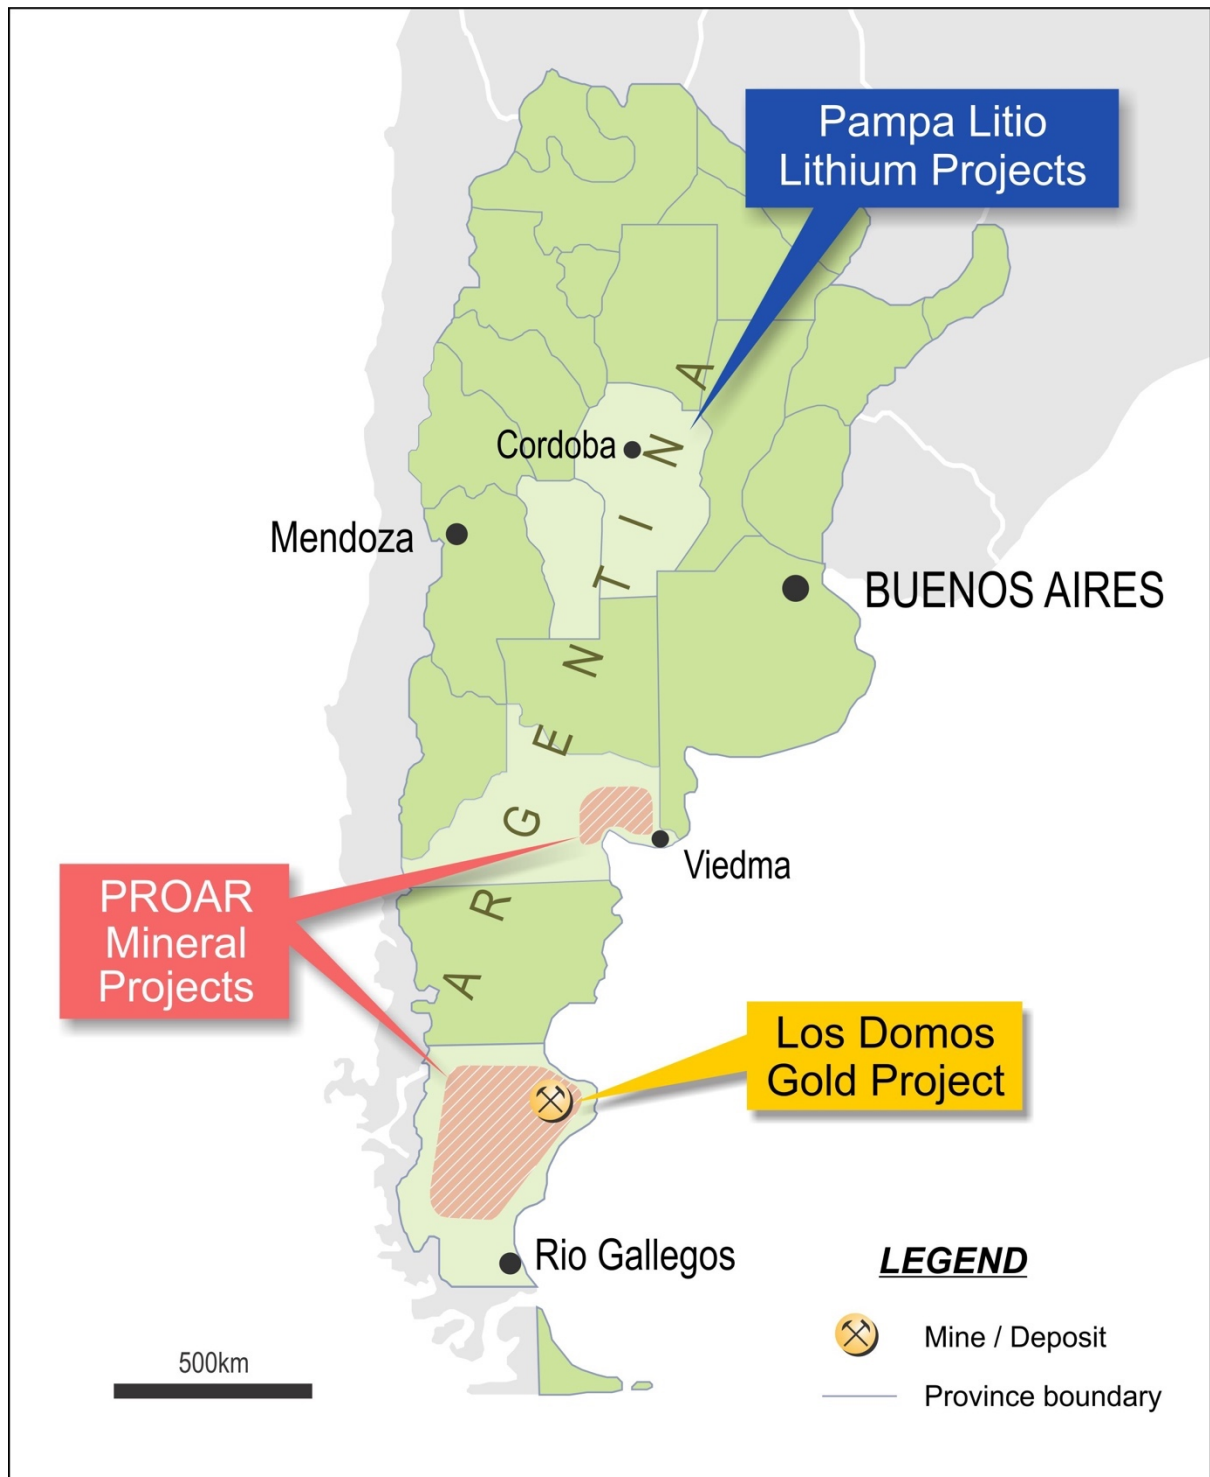 Pampa Litio
Lithium Projects
Cordoba
Mendoza
BUENOS AIRES
ARGENTINA
Viedma
PROAR
Mineral
Projects
Los Domos
Gold Project
Rio Gallegos
LEGEND
Mine / Deposit
Province boundary
500km